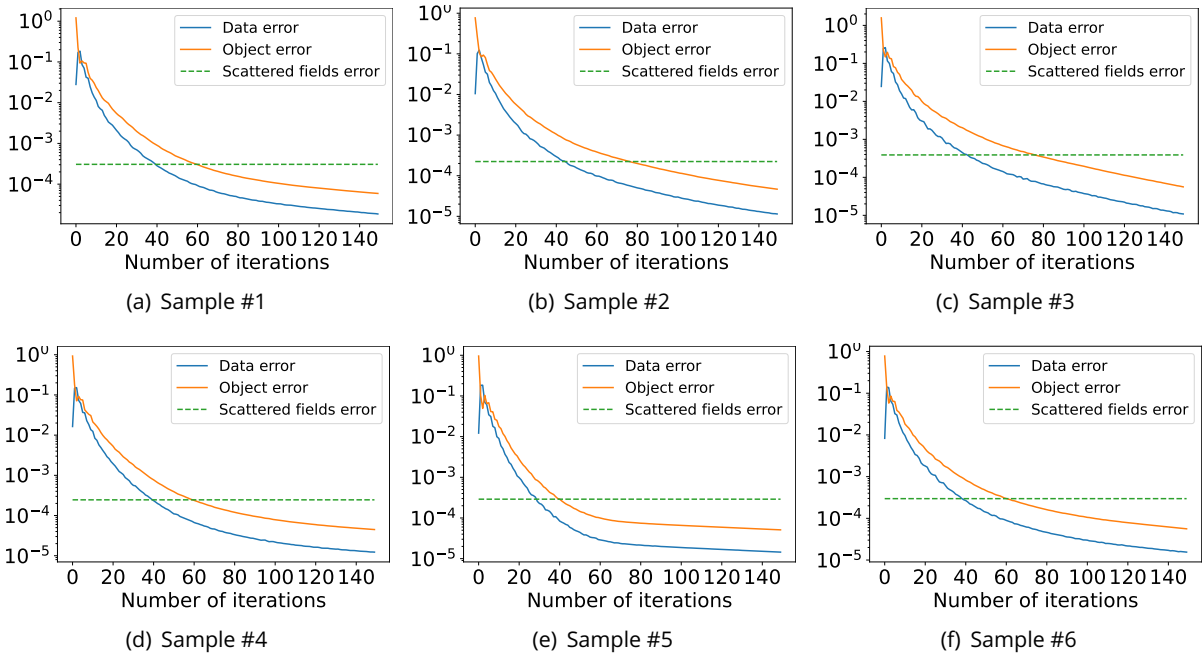 10^0
10^-1
10^-2
10^-3
10^-4
Data error
Object error
Scattered fields error
0 20 40 60 80 100 120 140
Number of iterations
(a) Sample #1
10^0
10^-1
10^-2
10^-3
10^-4
10^-5
Data error
Object error
Scattered fields error
0 20 40 60 80 100 120 140
Number of iterations
(b) Sample #2
10^0
10^-1
10^-2
10^-3
10^-4
10^-5
Data error
Object error
Scattered fields error
0 20 40 60 80 100 120 140
Number of iterations
(c) Sample #3
10^0
10^-1
10^-2
10^-3
10^-4
10^-5
Data error
Object error
Scattered fields error
0 20 40 60 80 100 120 140
Number of iterations
(d) Sample #4
10^0
10^-1
10^-2
10^-3
10^-4
10^-5
Data error
Object error
Scattered fields error
0 20 40 60 80 100 120 140
Number of iterations
(e) Sample #5
10^0
10^-1
10^-2
10^-3
10^-4
10^-5
Data error
Object error
Scattered fields error
0 20 40 60 80 100 120 140
Number of iterations
(f) Sample #6